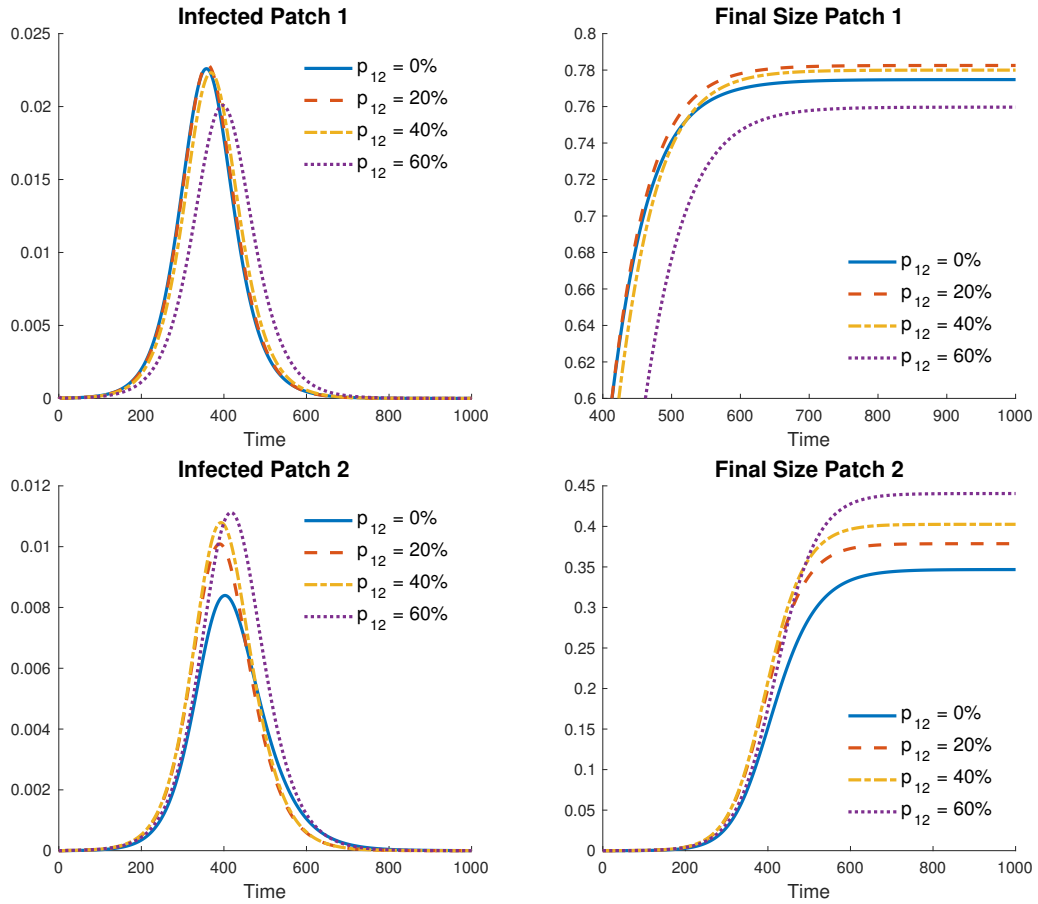 Infected Patch 1
0.025
0.02
0.015
0.01
0.005
0
0 200 400 600 800 1000
Time
p12 = 0%
p12 = 20%
p12 = 40%
p12 = 60%
Final Size Patch 1
0.8
0.78
0.76
0.74
0.72
0.7
0.68
0.66
0.64
0.62
0.6
400 500 600 700 800 900 1000
Time
p12 = 0%
p12 = 20%
p12 = 40%
p12 = 60%
Infected Patch 2
0.012
0.01
0.008
0.006
0.004
0.002
0
0 200 400 600 800 1000
Time
p12 = 0%
p12 = 20%
p12 = 40%
p12 = 60%
Final Size Patch 2
0.45
0.4
0.35
0.3
0.25
0.2
0.15
0.1
0.05
0
0 200 400 600 800 1000
Time
p12 = 0%
p12 = 20%
p12 = 40%
p12 = 60%